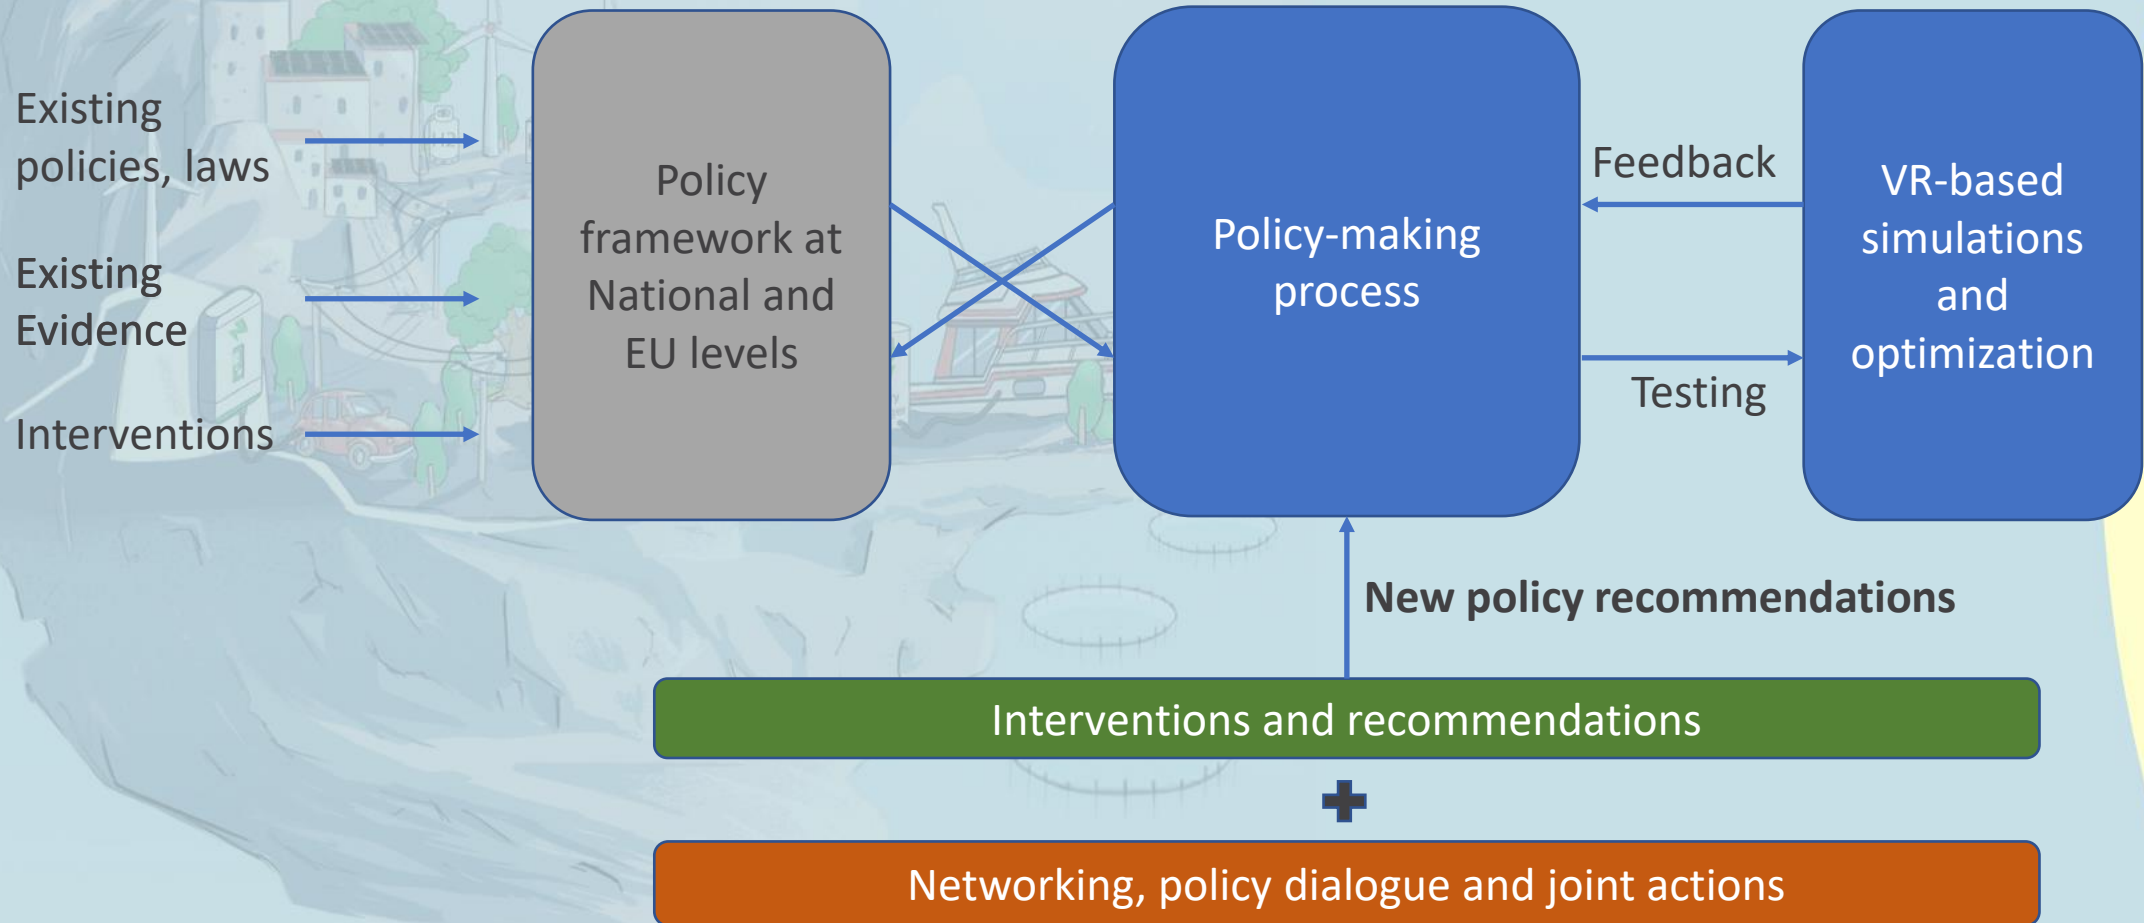 Existing
policies, laws
Existing
Evidence
Interventions
Policy
framework at
National and
EU levels
Policy-making
process
Feedback
Testing
VR-based
simulations
and
optimization
New policy recommendations
Interventions and recommendations
Networking, policy dialogue and joint actions
H2